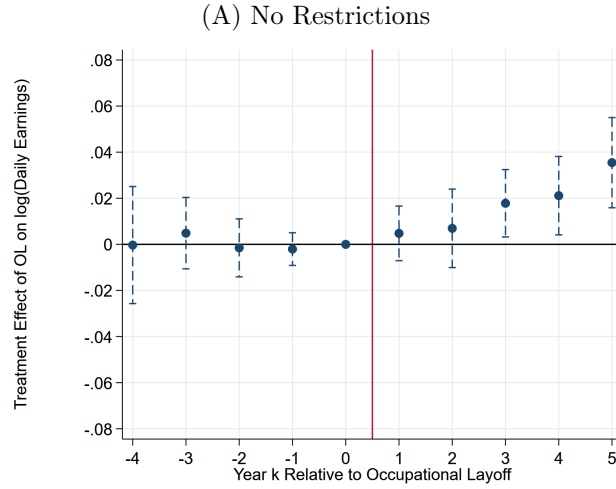 (A) No Restrictions
Treatment Effect of OL on log(Daily Earnings)
.08
.06
.04
.02
0
-.02
-.04
-.06
-.08
-4 -3 -2 -1 0 1 2 3 4 5
Year k Relative to Occupational Layoff